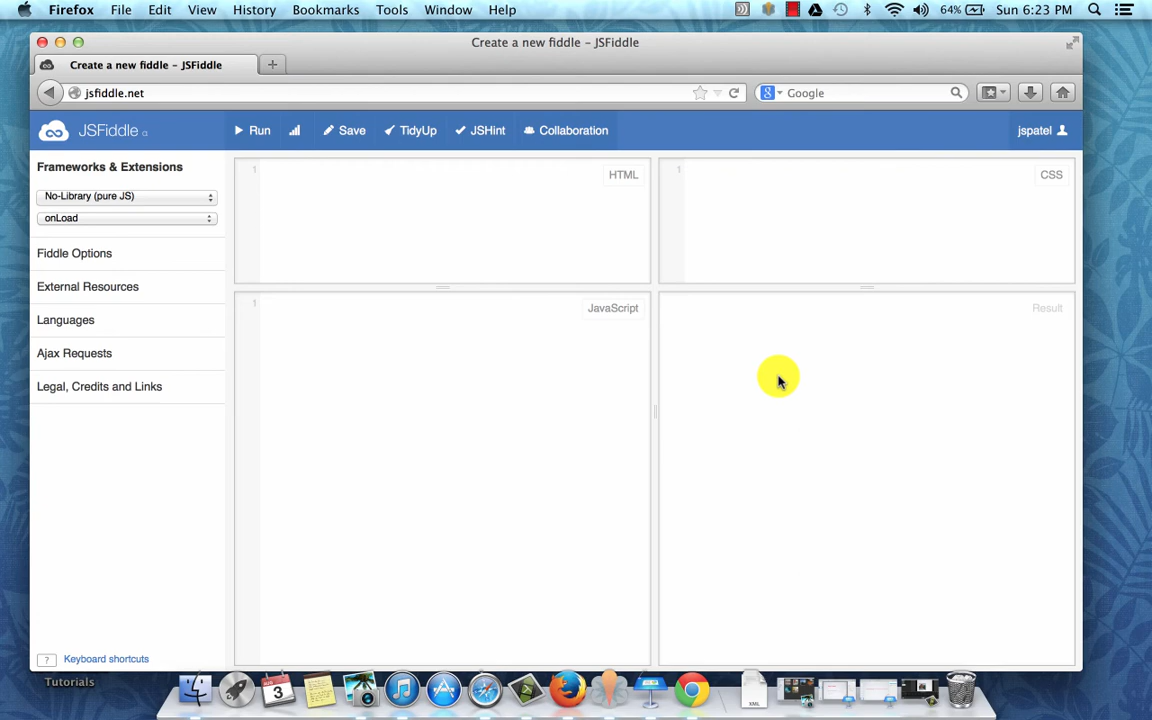 Firefox File Edit View History Bookmarks Tools Window Help 64% Sun 6:23 PM
Create a new fiddle – JSFiddle
Create a new fiddle – JSFiddle
jsfiddle.net
Google
JSFiddle α Run Save TidyUp JSHint Collaboration jspatel
Frameworks & Extensions
No-Library (pure JS)
onLoad
Fiddle Options
External Resources
Languages
Ajax Requests
Legal, Credits and Links
1 HTML
1 CSS
1 JavaScript
Result
? Keyboard shortcuts
Tutorials
AUG
3
XML